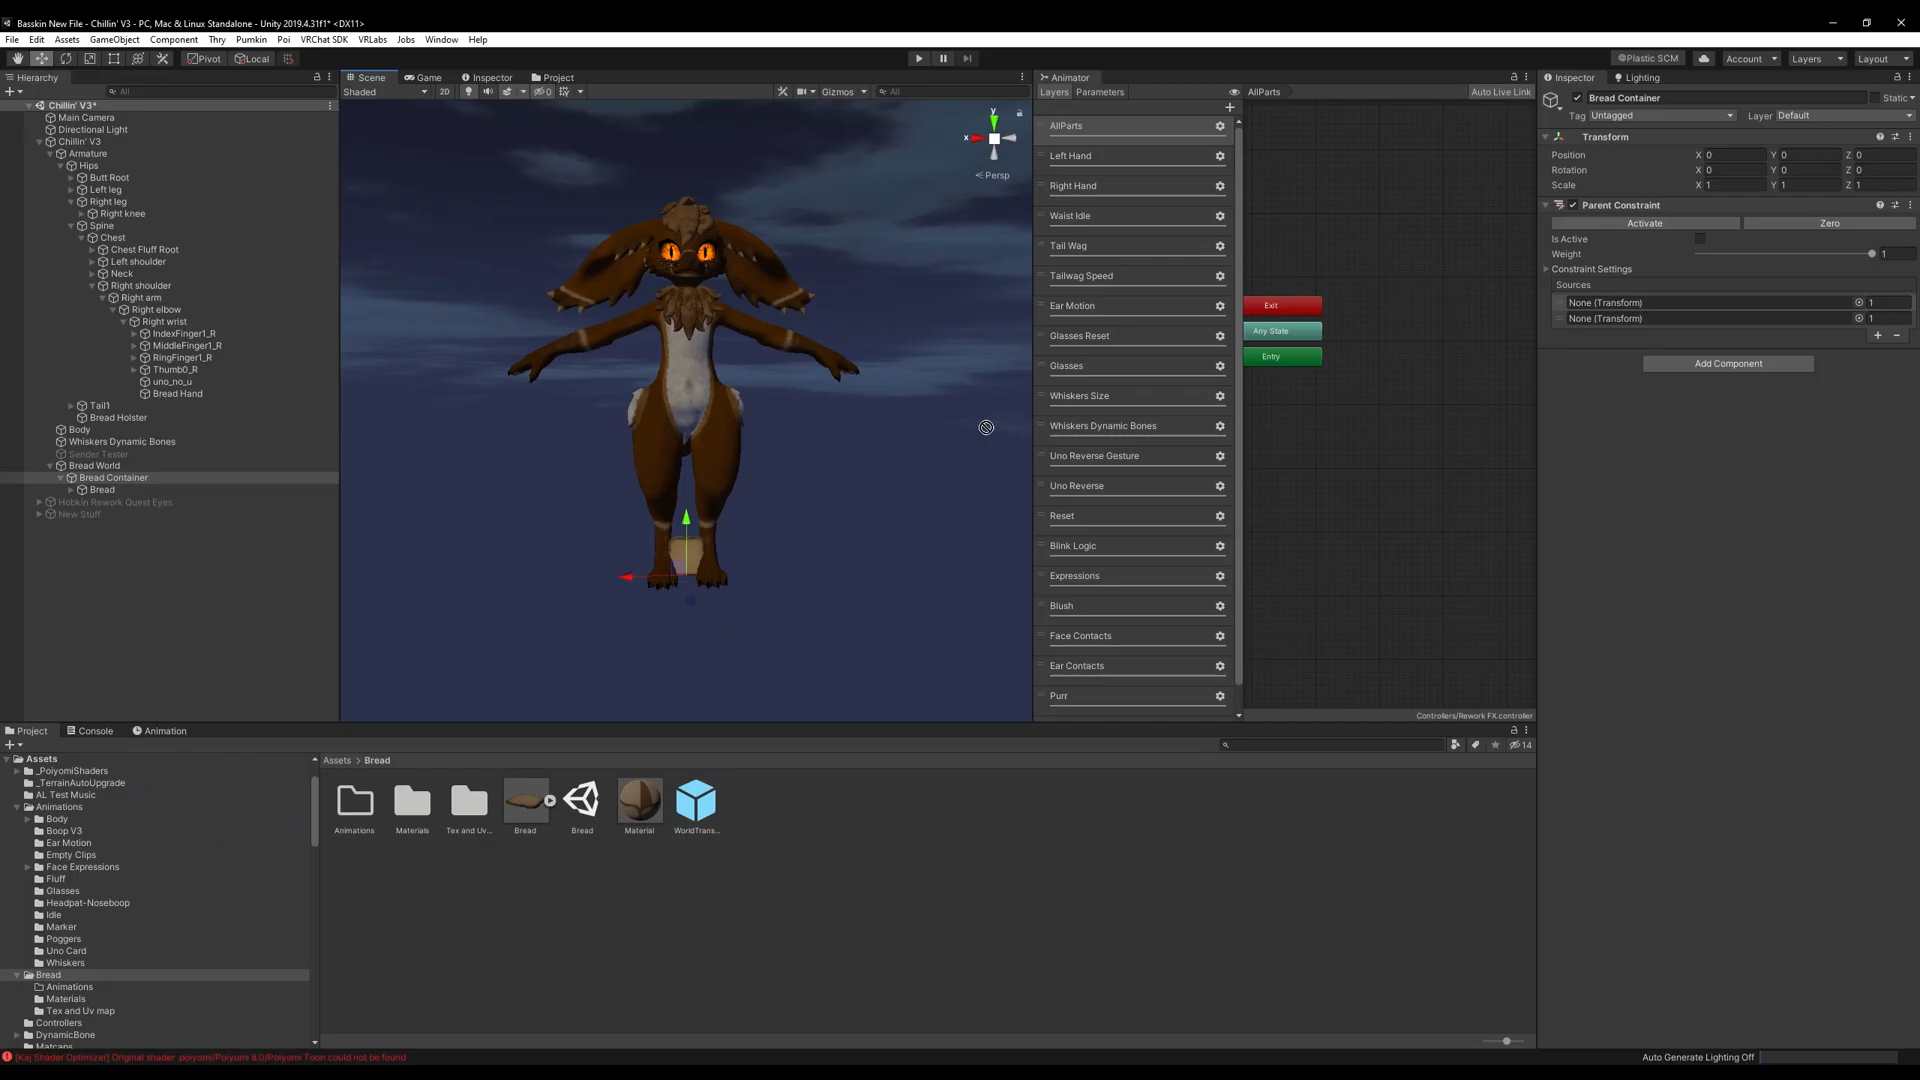 Basskin New File - Chillin' V3 - PC, Mac & Linux Standalone - Unity 2019.4.31f1* <DX11>
File Edit Assets GameObject Component Thry Pumkin Poi VRChat SDK VRLabs Jobs Window Help
Pivot Local Plastic SCM Account Layers Layout
Hierarchy
All
Chillin' V3*
Main Camera
Directional Light
Chillin' V3
Armature
Hips
Butt Root
Left leg
Right leg
Right knee
Spine
Chest
Chest Fluff Root
Left shoulder
Neck
Right shoulder
Right arm
Right elbow
Right wrist
IndexFinger1_R
MiddleFinger1_R
RingFinger1_R
Thumb0_R
uno_no_u
Bread Hand
Tail1
Bread Holster
Body
Whiskers Dynamic Bones
Sender Tester
Bread World
Bread Container
Bread
Hobkin Rework Quest Eyes
New Stuff
Scene Game Inspector Project
Shaded 2D 0 Gizmos All
y
x
Persp
Animator
Layers Parameters
AllParts Auto Live Link
AllParts
Left Hand
Right Hand
Waist Idle
Tail Wag
Tailwag Speed
Ear Motion
Glasses Reset
Glasses
Whiskers Size
Whiskers Dynamic Bones
Uno Reverse Gesture
Uno Reverse
Reset
Blink Logic
Expressions
Blush
Face Contacts
Ear Contacts
Purr
Exit
Any State
Entry
Controllers/Rework FX.controller
Inspector Lighting
Bread Container Static
Tag Untagged Layer Default
Transform
Position X 0 Y 0 Z 0
Rotation X 0 Y 0 Z 0
Scale X 1 Y 1 Z 1
Parent Constraint
Activate Zero
Is Active
Weight 1
Constraint Settings
Sources
None (Transform) 1
None (Transform) 1
Add Component
Project Console Animation
14
Assets
_PoiyomiShaders
_TerrainAutoUpgrade
AL Test Music
Animations
Body
Boop V3
Ear Motion
Empty Clips
Face Expressions
Fluff
Glasses
Headpat-Noseboop
Idle
Marker
Poggers
Uno Card
Whiskers
Bread
Animations
Materials
Tex and Uv map
Controllers
DynamicBone
Matcaps
Assets > Bread
Animations Materials Tex and Uv... Bread Bread Material WorldTrans...
[Kaj Shader Optimizer] Original shader .poiyomi/Poiyomi 8.0/Poiyomi Toon could not be found
Auto Generate Lighting Off